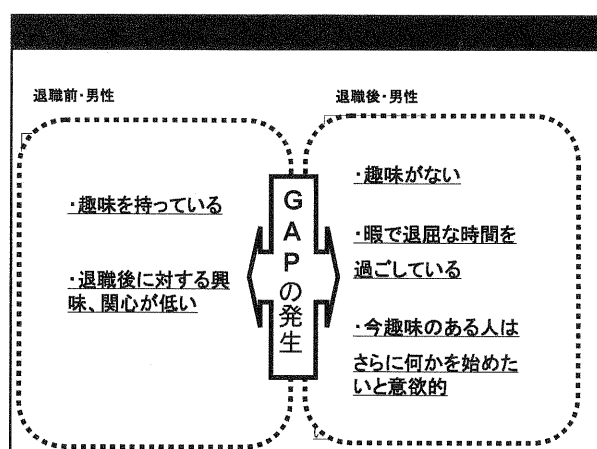 退職前・男性
・趣味を持っている
・退職後に対する興
味、関心が低い
GAPの発生
退職後・男性
・趣味がない
・暇で退屈な時間を
過ごしている
・今趣味のある人は
さらに何かを始めた
いと意欲的